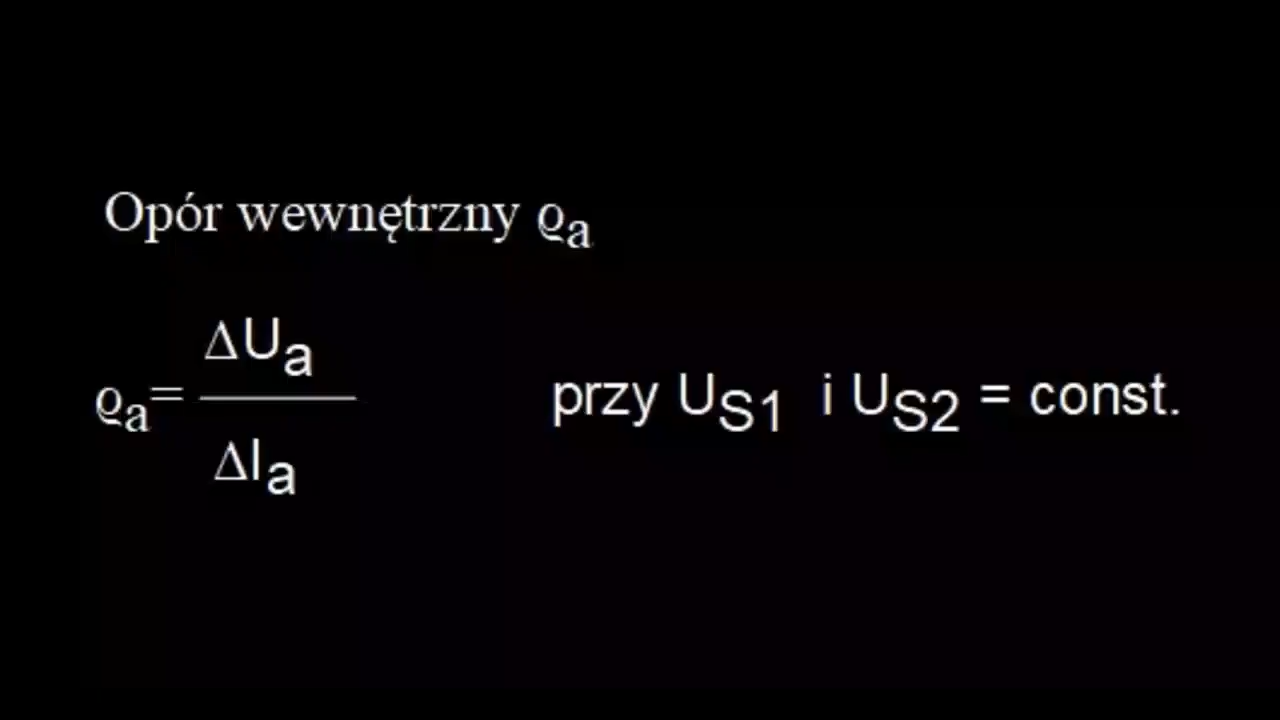 Opór wewnętrzny ϱa
ΔUa
ϱa= przy US1 i US2 = const.
ΔIa